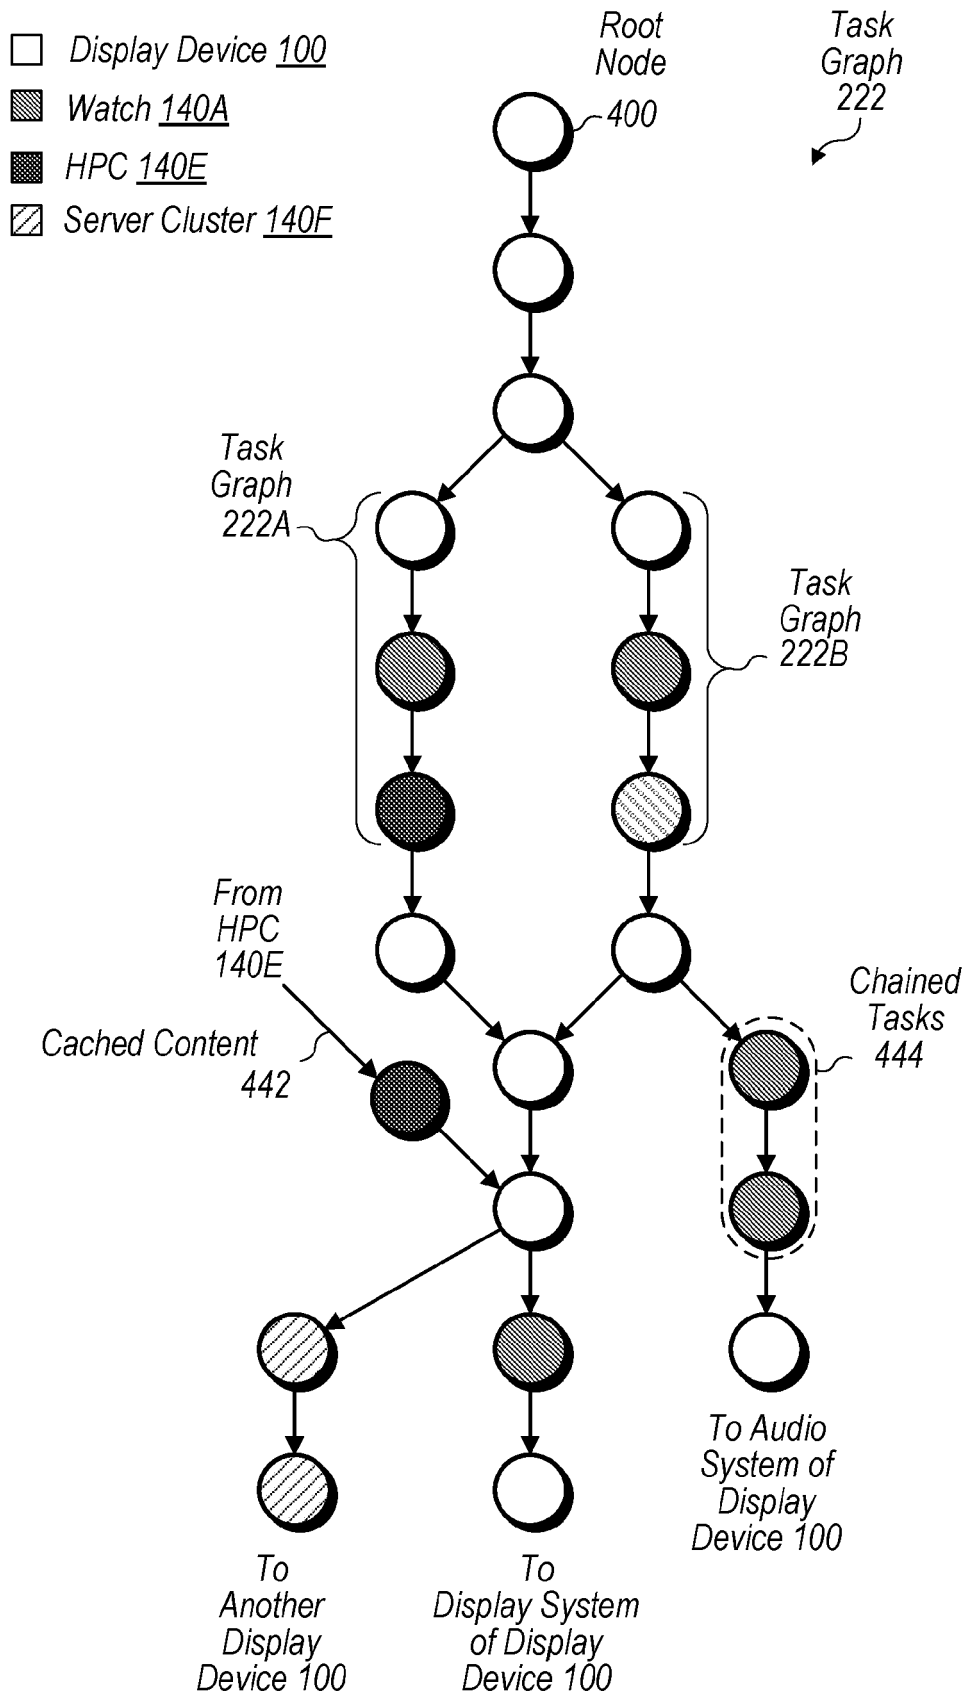 Display Device 100
Watch 140A
HPC 140E
Server Cluster 140F
Root
Node
400
Task
Graph
222
Task
Graph
222A
Task
Graph
222B
From
HPC
140E
Cached Content
442
Chained
Tasks
444
To Audio
System of
Display
Device 100
To
Another
Display
Device 100
To
Display System
of Display
Device 100